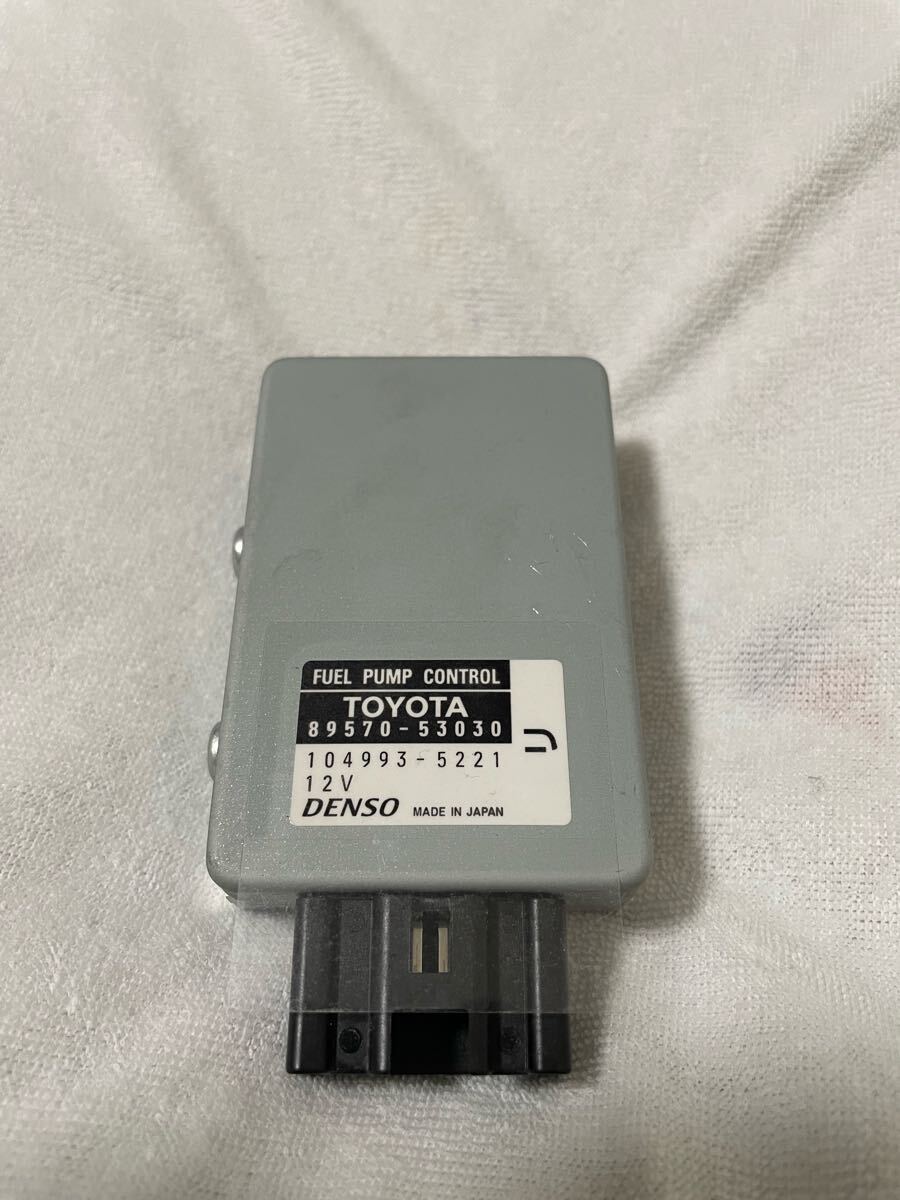 FUEL PUMP CONTROL
TOYOTA
89570-53030
104993-5221
12V
DENSO MADE IN JAPAN